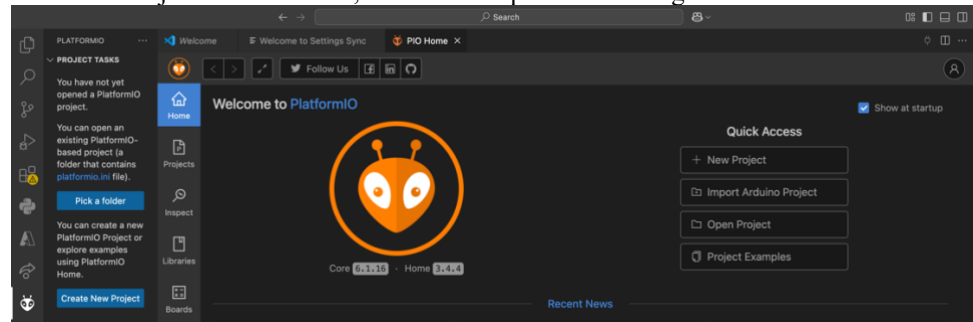 Search
PLATFORMIO
Welcome
Welcome to Settings Sync
PIO Home
PROJECT TASKS
You have not yet
opened a PlatformIO
project.
You can open an
existing PlatformIO-
based project (a
folder that contains
platformio.ini file).
Pick a folder
You can create a new
PlatformIO Project or
explore examples
using PlatformIO
Home.
Create New Project
Home
Projects
Inspect
Libraries
Boards
Follow Us
Welcome to PlatformIO
Show at startup
Core 6.1.16 · Home 3.4.4
Quick Access
New Project
Import Arduino Project
Open Project
Project Examples
Recent News